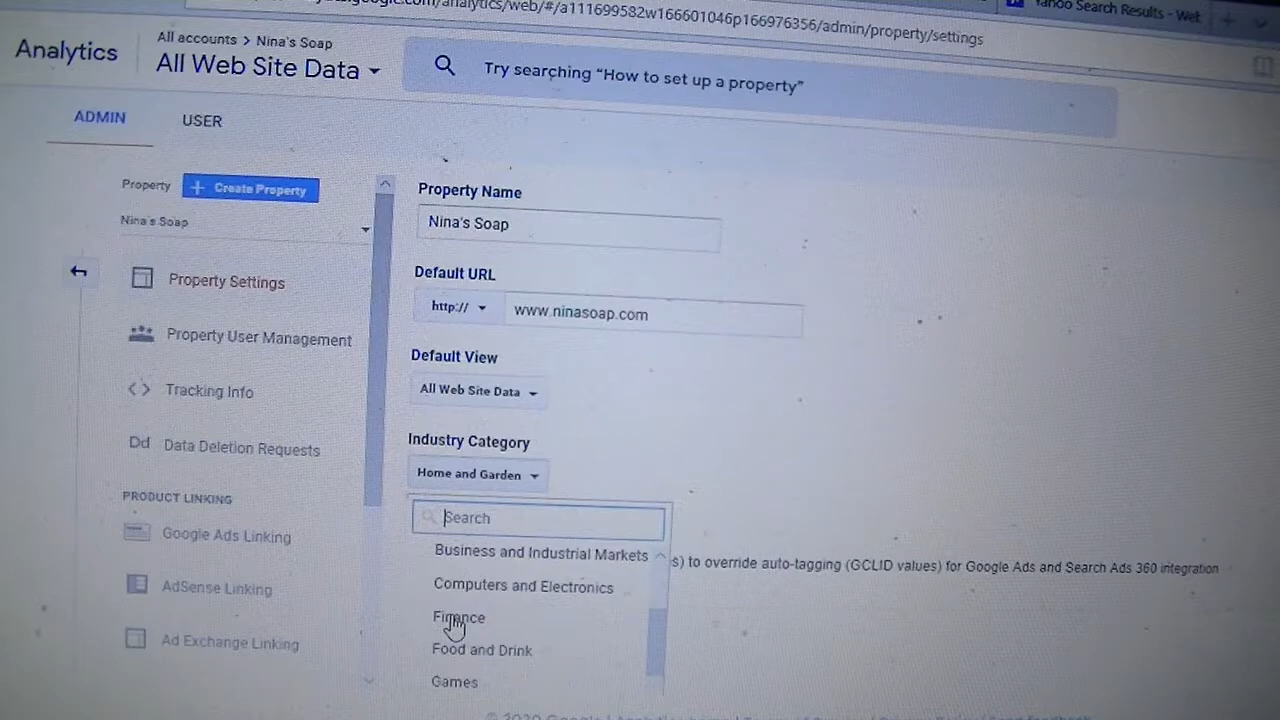 google.com/analytics/web/#/a111699582w166601046p166976356/admin/property/settings
Yahoo Search Results - Wet
Analytics
All accounts > Nina's Soap
All Web Site Data
Try searching “How to set up a property”
ADMIN
USER
Property
Create Property
Nina's Soap
Property Settings
Property User Management
Tracking Info
Dd Data Deletion Requests
PRODUCT LINKING
Google Ads Linking
AdSense Linking
Ad Exchange Linking
Property Name
Nina's Soap
Default URL
http://
www.ninasoap.com
Default View
All Web Site Data
Industry Category
Home and Garden
Search
Business and Industrial Markets
s) to override auto-tagging (GCLID values) for Google Ads and Search Ads 360 integration
Computers and Electronics
Finance
Food and Drink
Games